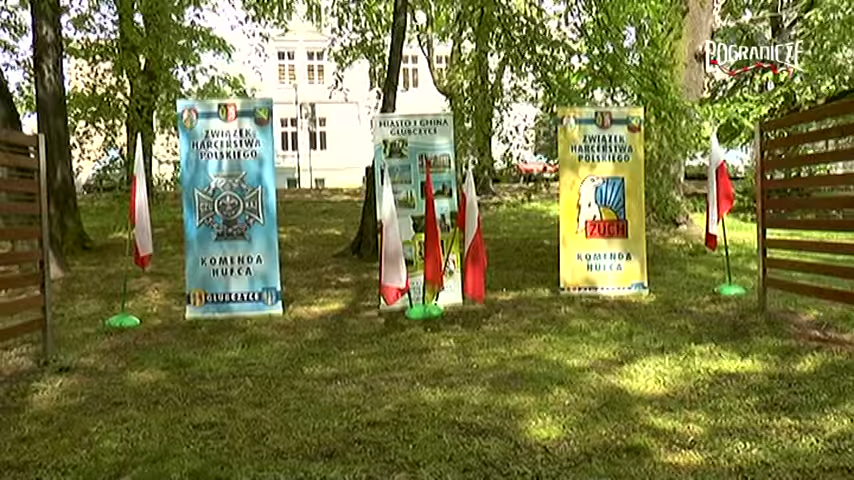 POGRANICZE
ZWIĄZEK
HARCERSTWA
POLSKIEGO
KOMENDA
HUFCA
GŁUBCZYCE
MIASTO I GMINA
GŁUBCZYCE
ZWIĄZEK
HARCERSTWA
POLSKIEGO
ZUCH
KOMENDA
HUFCA